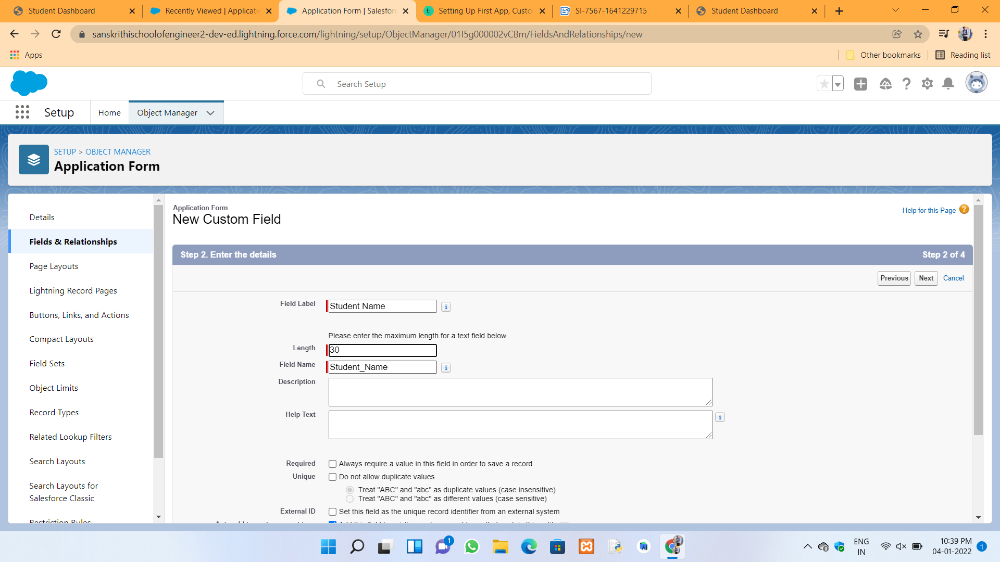 Student Dashboard
Recently Viewed | Applicatic
Application Form | Salesforc
Setting Up First App, Custo
SI-7567-1641229715
Student Dashboard
sanskrithischoolofengineer2-dev-ed.lightning.force.com/lightning/setup/ObjectManager/01I5g000002vCBm/FieldsAndRelationships/new
Apps
Other bookmarks
Reading list
Search Setup
Setup
Home
Object Manager
SETUP > OBJECT MANAGER
Application Form
Details
Fields & Relationships
Page Layouts
Lightning Record Pages
Buttons, Links, and Actions
Compact Layouts
Field Sets
Object Limits
Record Types
Related Lookup Filters
Search Layouts
Search Layouts for
Salesforce Classic
Restriction Rules
Application Form
New Custom Field
Help for this Page
Step 2. Enter the details
Step 2 of 4
Previous
Next
Cancel
Field Label
Student Name
Please enter the maximum length for a text field below.
Length
30
Field Name
Student_Name
Description
Help Text
Required
Always require a value in this field in order to save a record
Unique
Do not allow duplicate values
Treat "ABC" and "abc" as duplicate values (case insensitive)
Treat "ABC" and "abc" as different values (case sensitive)
External ID
Set this field as the unique record identifier from an external system
1
ENG
IN
10:39 PM
04-01-2022
1